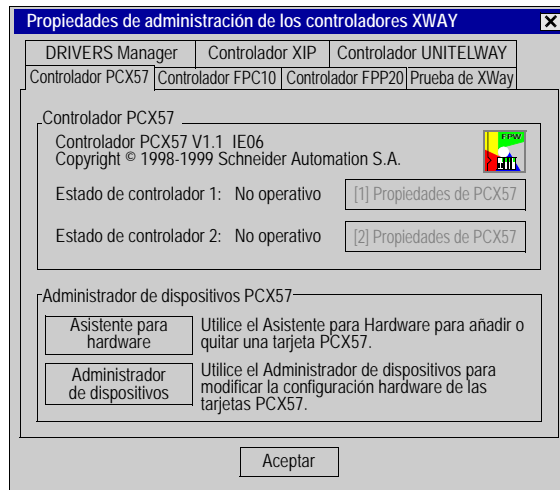 Propiedades de administración de los controladores XWAY
DRIVERS Manager
Controlador XIP
Controlador UNITELWAY
Controlador PCX57
Controlador FPC10
Controlador FPP20
Prueba de XWay
Controlador PCX57
Controlador PCX57 V1.1 IE06
Copyright © 1998-1999 Schneider Automation S.A.
FPW
Estado de controlador 1: No operativo
[1] Propiedades de PCX57
Estado de controlador 2: No operativo
[2] Propiedades de PCX57
Administrador de dispositivos PCX57
Asistente para
hardware
Utilice el Asistente para Hardware para añadir o
quitar una tarjeta PCX57.
Administrador
de dispositivos
Utilice el Administrador de dispositivos para
modificar la configuración hardware de las
tarjetas PCX57.
Aceptar